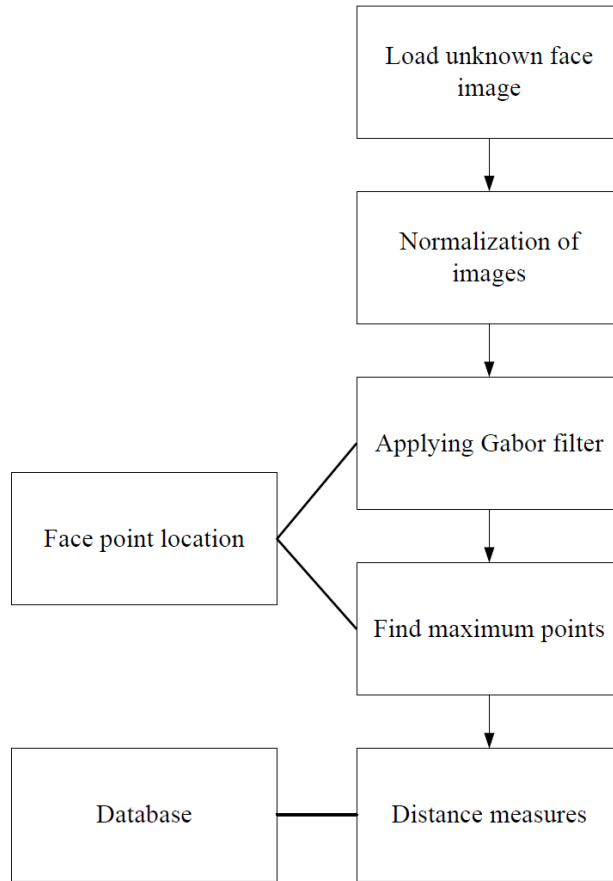 Load unknown face
image
Normalization of
images
Applying Gabor filter
Face point location
Find maximum points
Database
Distance measures